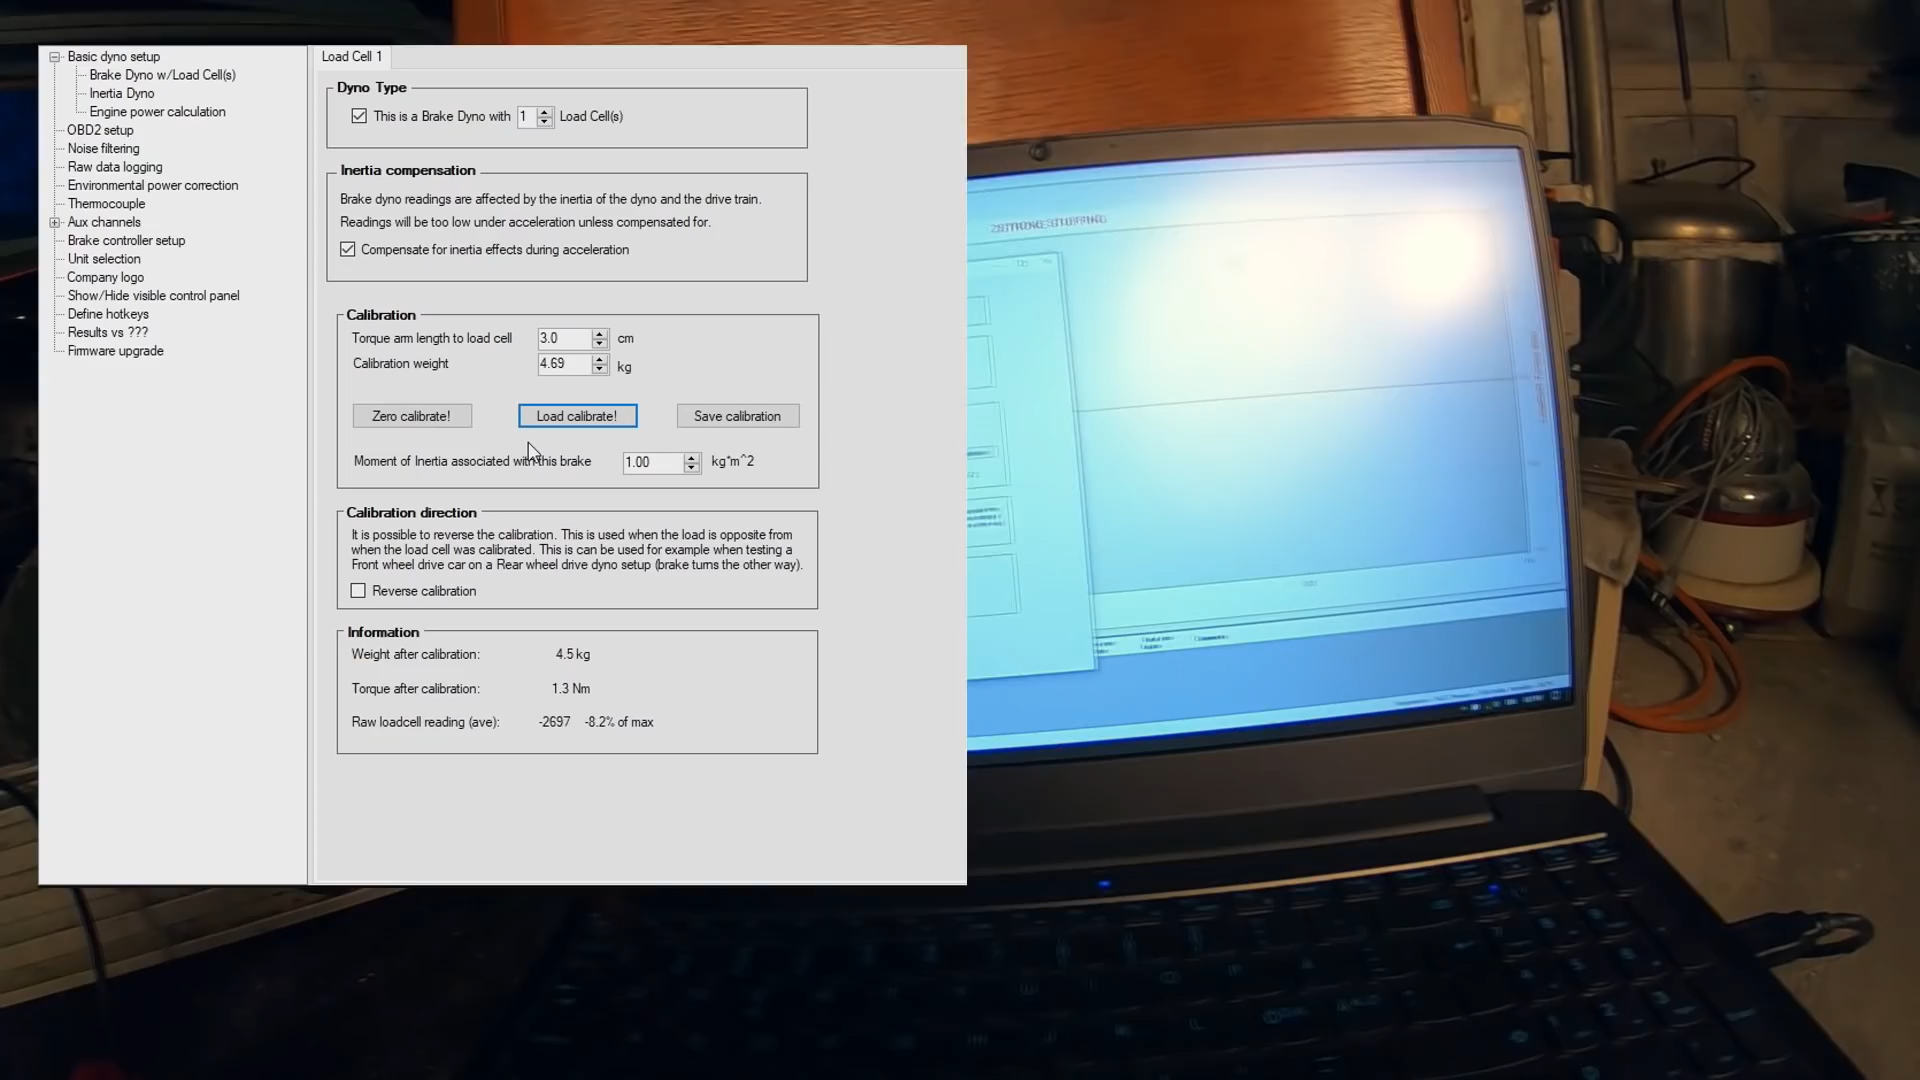 Basic dyno setup
Brake Dyno w/Load Cell(s)
Inertia Dyno
Engine power calculation
OBD2 setup
Noise filtering
Raw data logging
Environmental power correction
Thermocouple
Aux channels
Brake controller setup
Unit selection
Company logo
Show/Hide visible control panel
Define hotkeys
Results vs ???
Firmware upgrade
Load Cell 1
Dyno Type
This is a Brake Dyno with 1 Load Cell(s)
Inertia compensation
Brake dyno readings are affected by the inertia of the dyno and the drive train.
Readings will be too low under acceleration unless compensated for.
Compensate for inertia effects during acceleration
Calibration
Torque arm length to load cell 3.0 cm
Calibration weight 4.69 kg
Zero calibrate! Load calibrate! Save calibration
Moment of Inertia associated with this brake 1.00 kg*m^2
Calibration direction
It is possible to reverse the calibration. This is used when the load is opposite from
when the load cell was calibrated. This is can be used for example when testing a
Front wheel drive car on a Rear wheel drive dyno setup (brake turns the other way).
Reverse calibration
Information
Weight after calibration: 4.5 kg
Torque after calibration: 1.3 Nm
Raw loadcell reading (ave): -2697 -8.2% of max